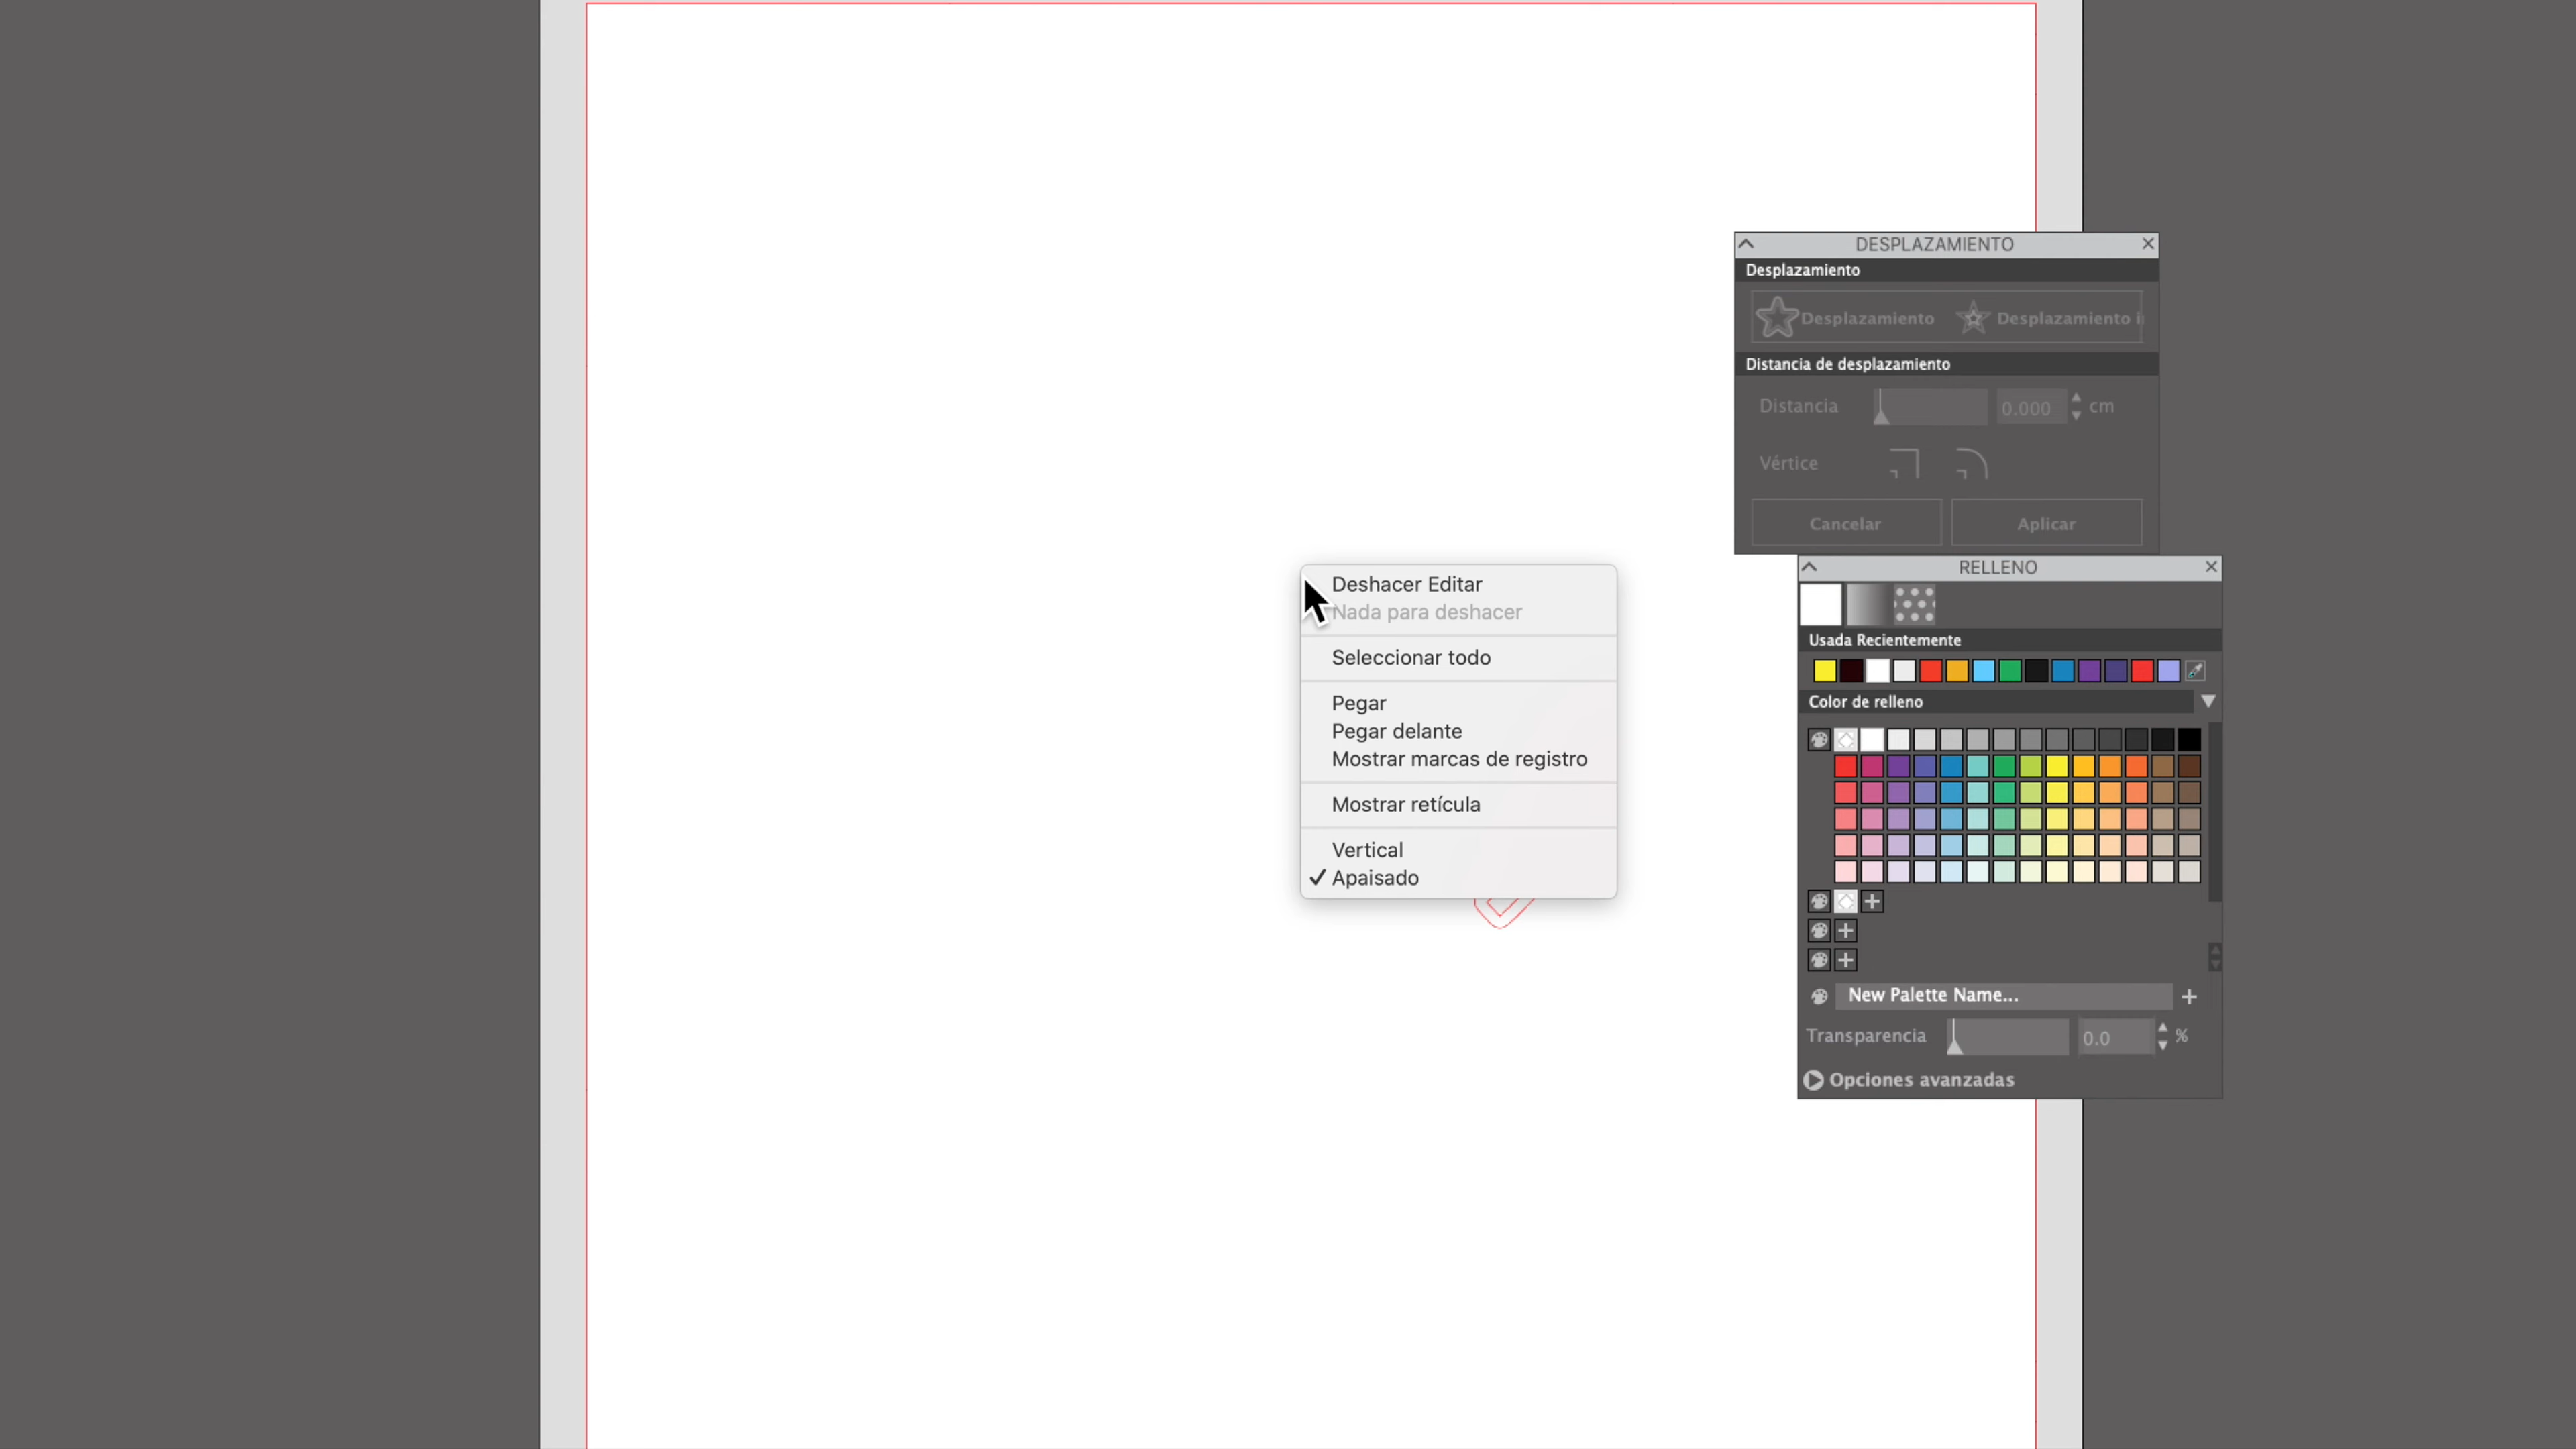 DESPLAZAMIENTO
Desplazamiento
Desplazamiento Desplazamiento i
Distancia de desplazamiento
Distancia 0.000 cm
Vértice
Cancelar Aplicar
RELLENO
Usada Recientemente
Color de relleno
New Palette Name...
Transparencia 0.0 %
Opciones avanzadas
Deshacer Editar
Nada para deshacer
Seleccionar todo
Pegar
Pegar delante
Mostrar marcas de registro
Mostrar retícula
Vertical
Apaisado